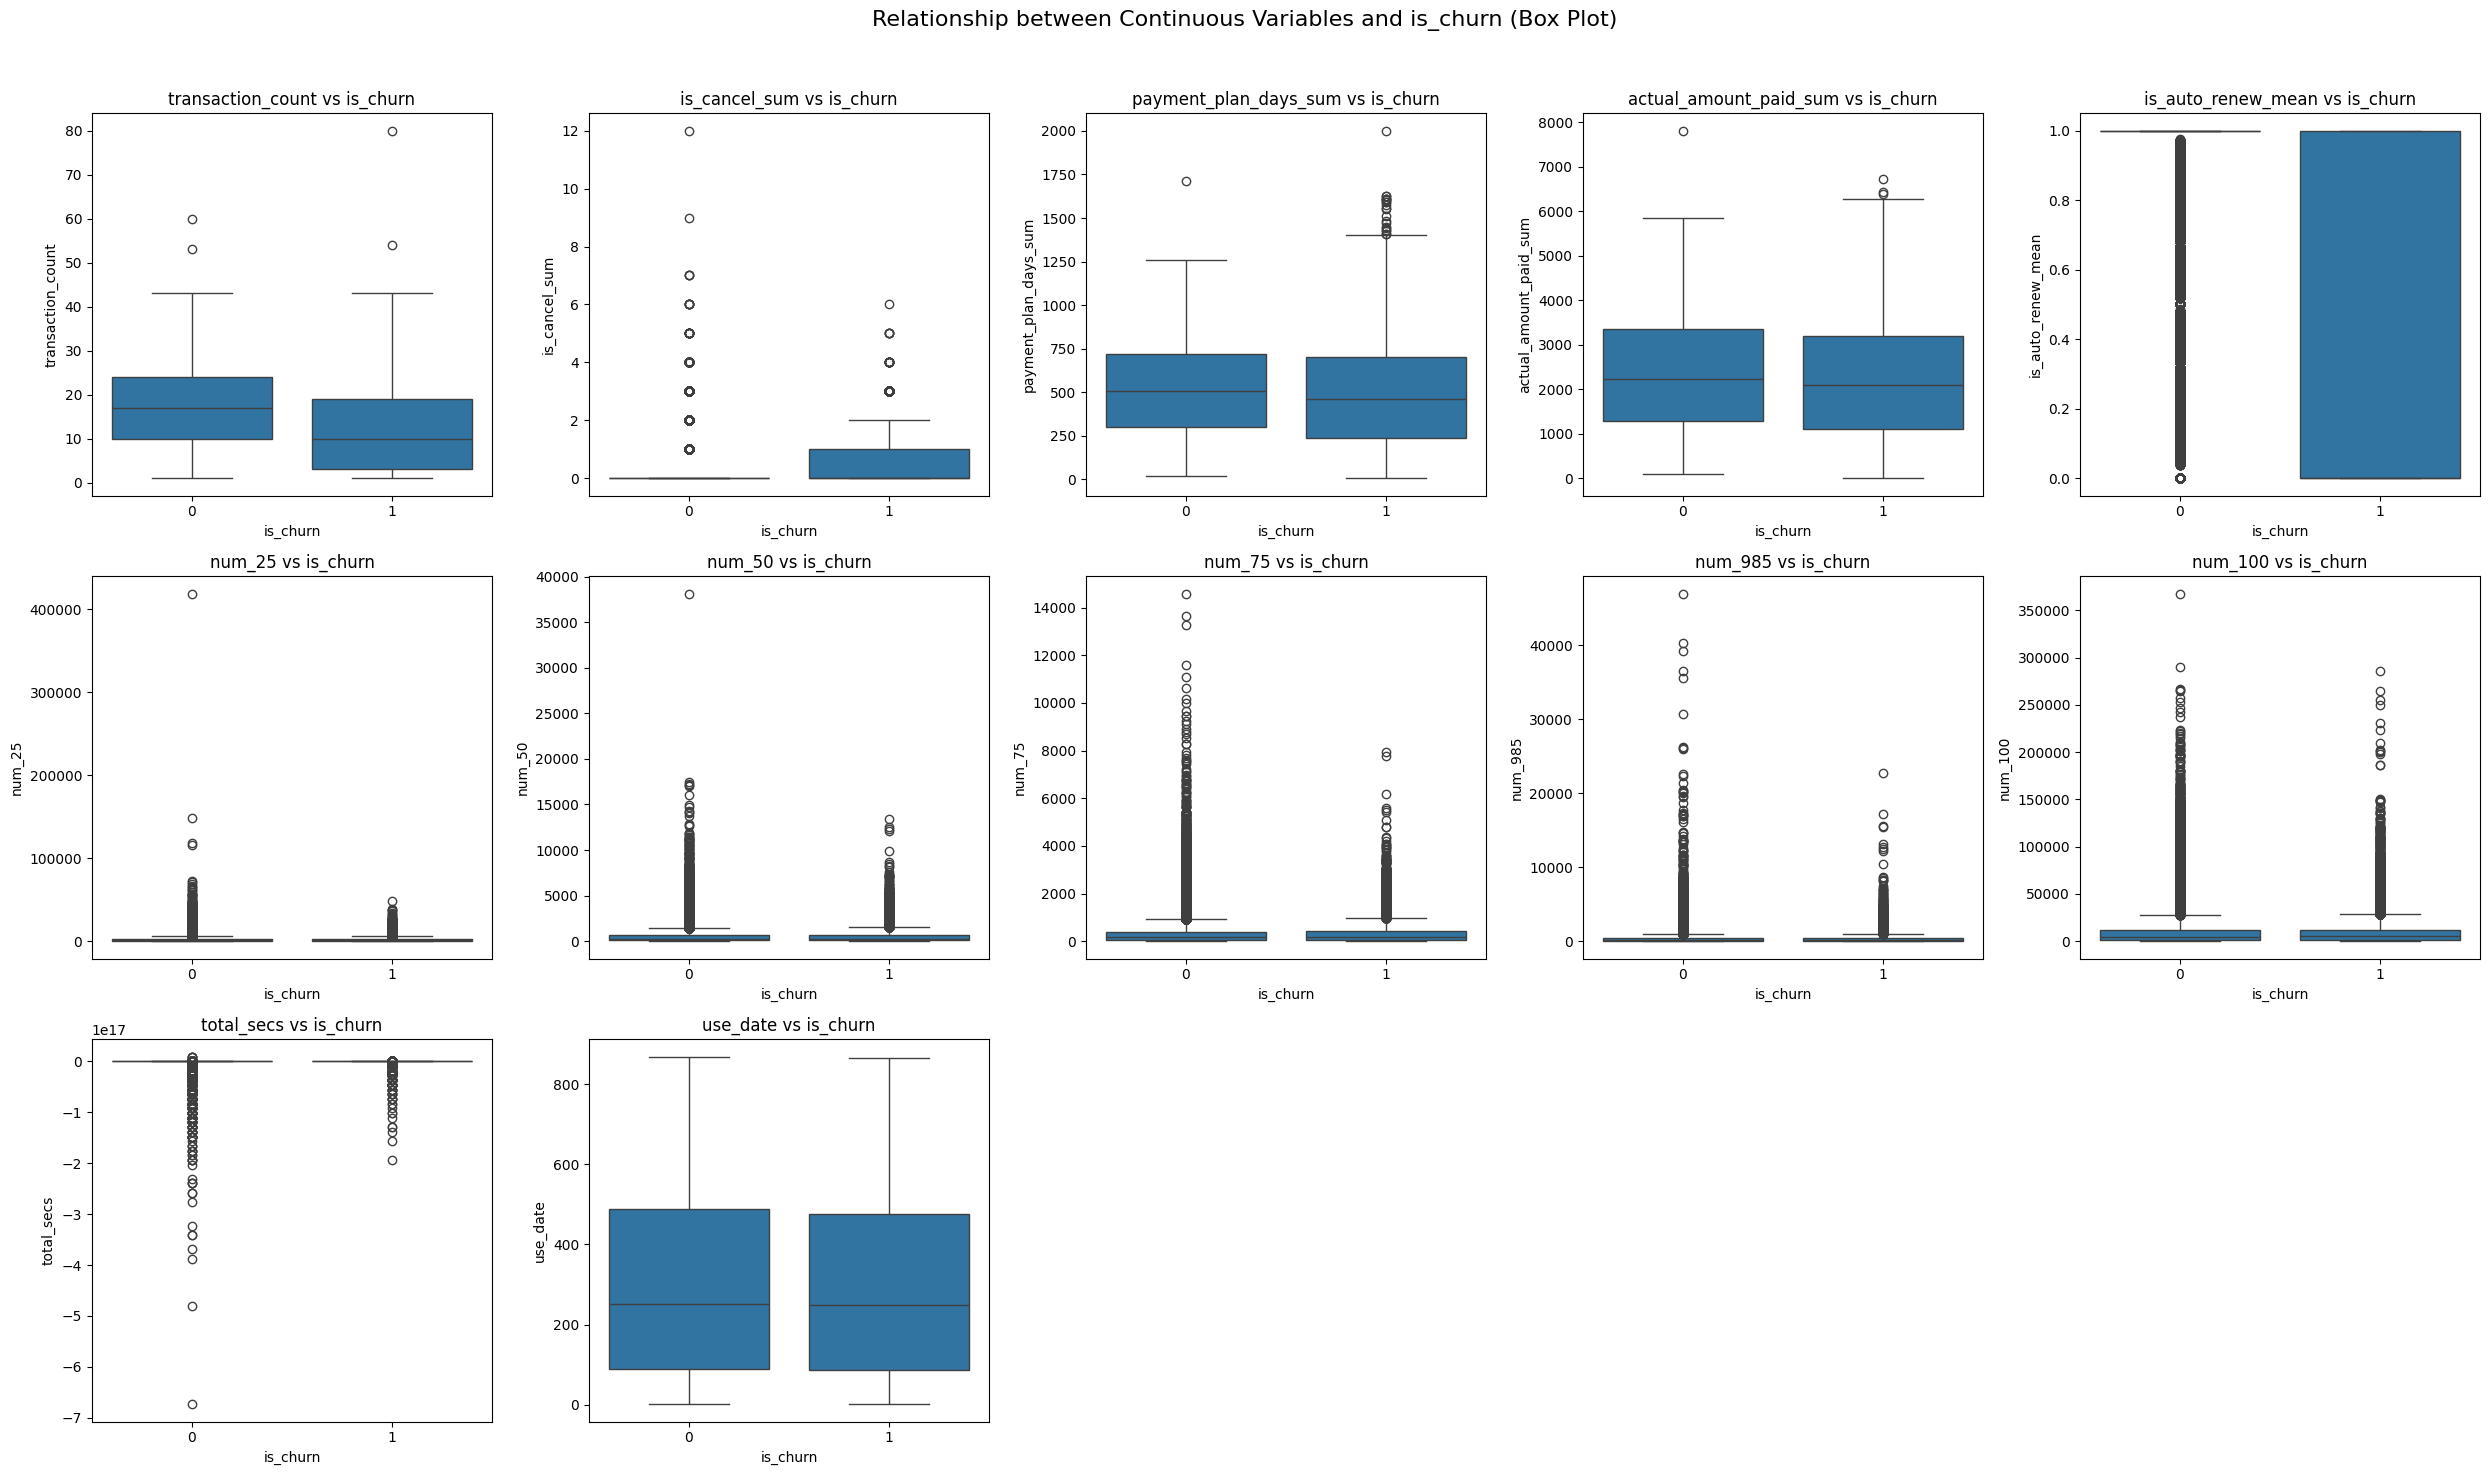 Relationship between Continuous Variables and is_churn (Box Plot)
transaction_count vs is_churn
80
70
60
50
40
30
20
10
0
transaction_count
0 1
is_churn
is_cancel_sum vs is_churn
12
10
8
6
4
2
0
is_cancel_sum
0 1
is_churn
payment_plan_days_sum vs is_churn
2000
1750
1500
1250
1000
750
500
250
0
payment_plan_days_sum
0 1
is_churn
actual_amount_paid_sum vs is_churn
8000
7000
6000
5000
4000
3000
2000
1000
0
actual_amount_paid_sum
0 1
is_churn
is_auto_renew_mean vs is_churn
1.0
0.8
0.6
0.4
0.2
0.0
is_auto_renew_mean
0 1
is_churn
num_25 vs is_churn
400000
300000
200000
100000
0
num_25
0 1
is_churn
num_50 vs is_churn
40000
35000
30000
25000
20000
15000
10000
5000
0
num_50
0 1
is_churn
num_75 vs is_churn
14000
12000
10000
8000
6000
4000
2000
0
num_75
0 1
is_churn
num_985 vs is_churn
40000
30000
20000
10000
0
num_985
0 1
is_churn
num_100 vs is_churn
350000
300000
250000
200000
150000
100000
50000
0
num_100
0 1
is_churn
total_secs vs is_churn
1e17
0
−1
−2
−3
−4
−5
−6
−7
total_secs
0 1
is_churn
use_date vs is_churn
800
600
400
200
0
use_date
0 1
is_churn